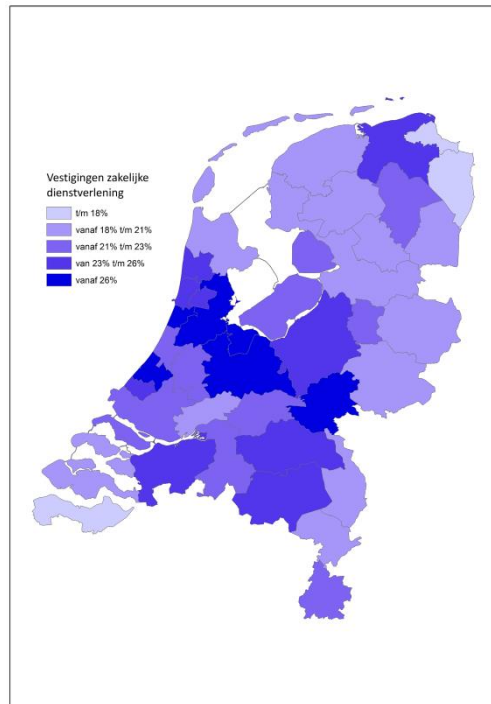 Vestigingen zakelijke
dienstverlening
t/m 18%
vanaf 18% t/m 21%
vanaf 21% t/m 23%
van 23% t/m 26%
vanaf 26%